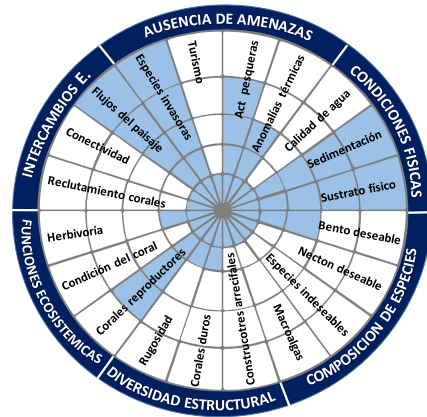 AUSENCIA DE AMENAZAS
CONDICIONES FISICAS
COMPOSICION DE ESPECIES
DIVERSIDAD ESTRUCTURAL
FUNCIONES ECOSISTEMICAS
INTERCAMBIOS E.
Turismo
Act pesqueras
Anomalías térmicas
Calidad de agua
Sedimentación
Sustrato físico
Bento deseable
Necton deseable
Especies indeseables
Macroalgas
Construcotres arrecifales
Corales duros
Rugosidad
Corales reproductores
Condición del coral
Herbivoría
Reclutamiento corales
Conectividad
Flujos del paisaje
Especies invasoras